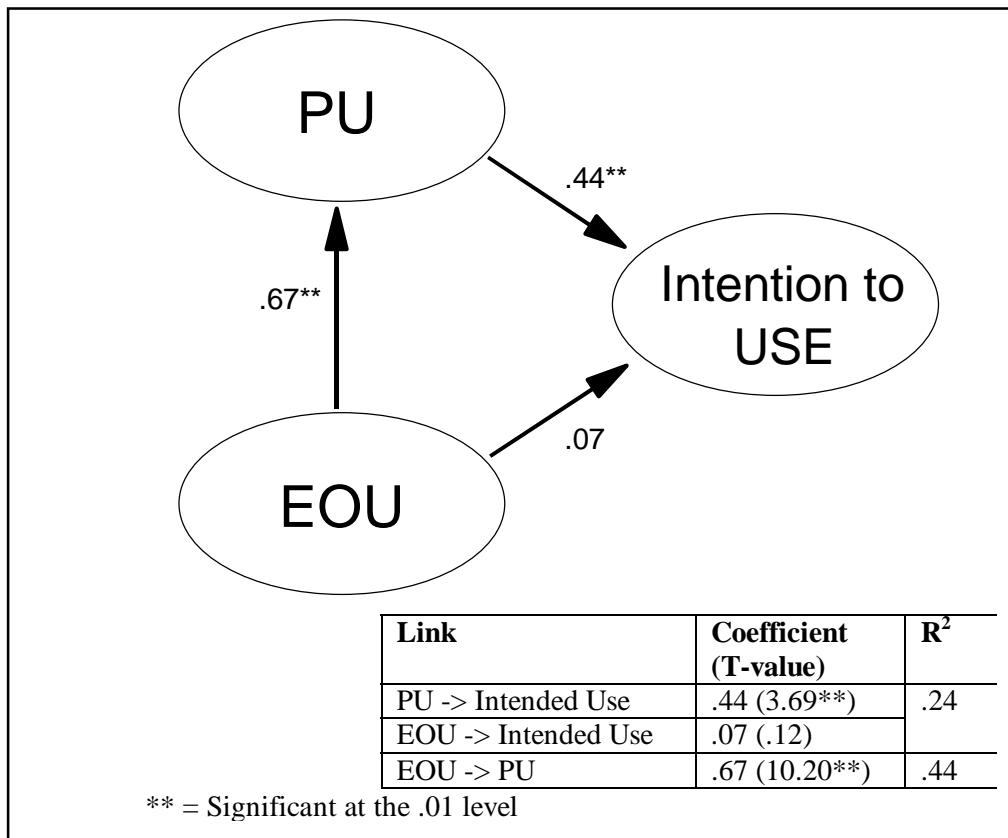 PU
.44**
Intention to
USE
.67**
.07
EOU
Link Coefficient (T-value) R2
PU -> Intended Use .44 (3.69**) .24
EOU -> Intended Use .07 (.12)
EOU -> PU .67 (10.20**) .44
** = Significant at the .01 level